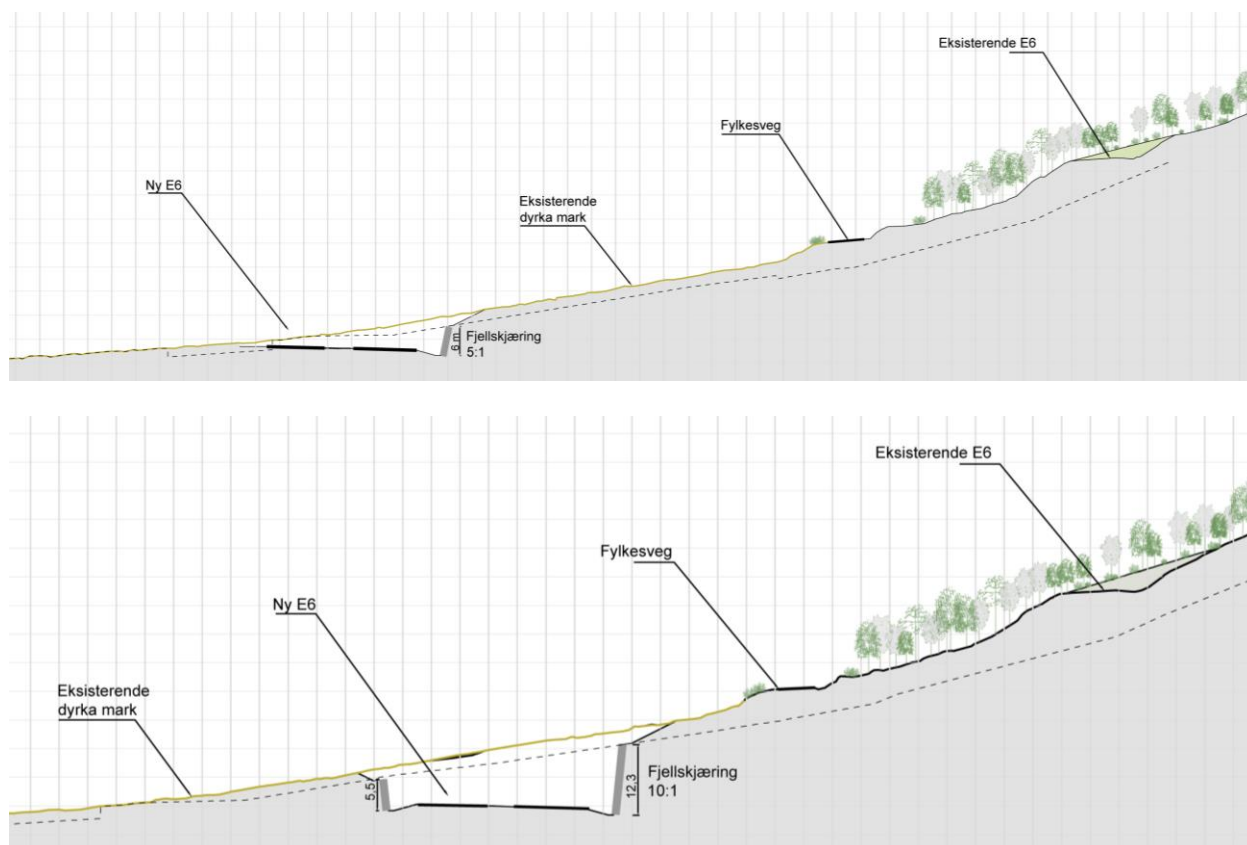 Eksisterende E6
Fylkesveg
Ny E6
Eksisterende
dyrka mark
6 m
Fjellskjæring
5:1
Eksisterende E6
Fylkesveg
Ny E6
Eksisterende
dyrka mark
5,5
12,3
Fjellskjæring
10:1